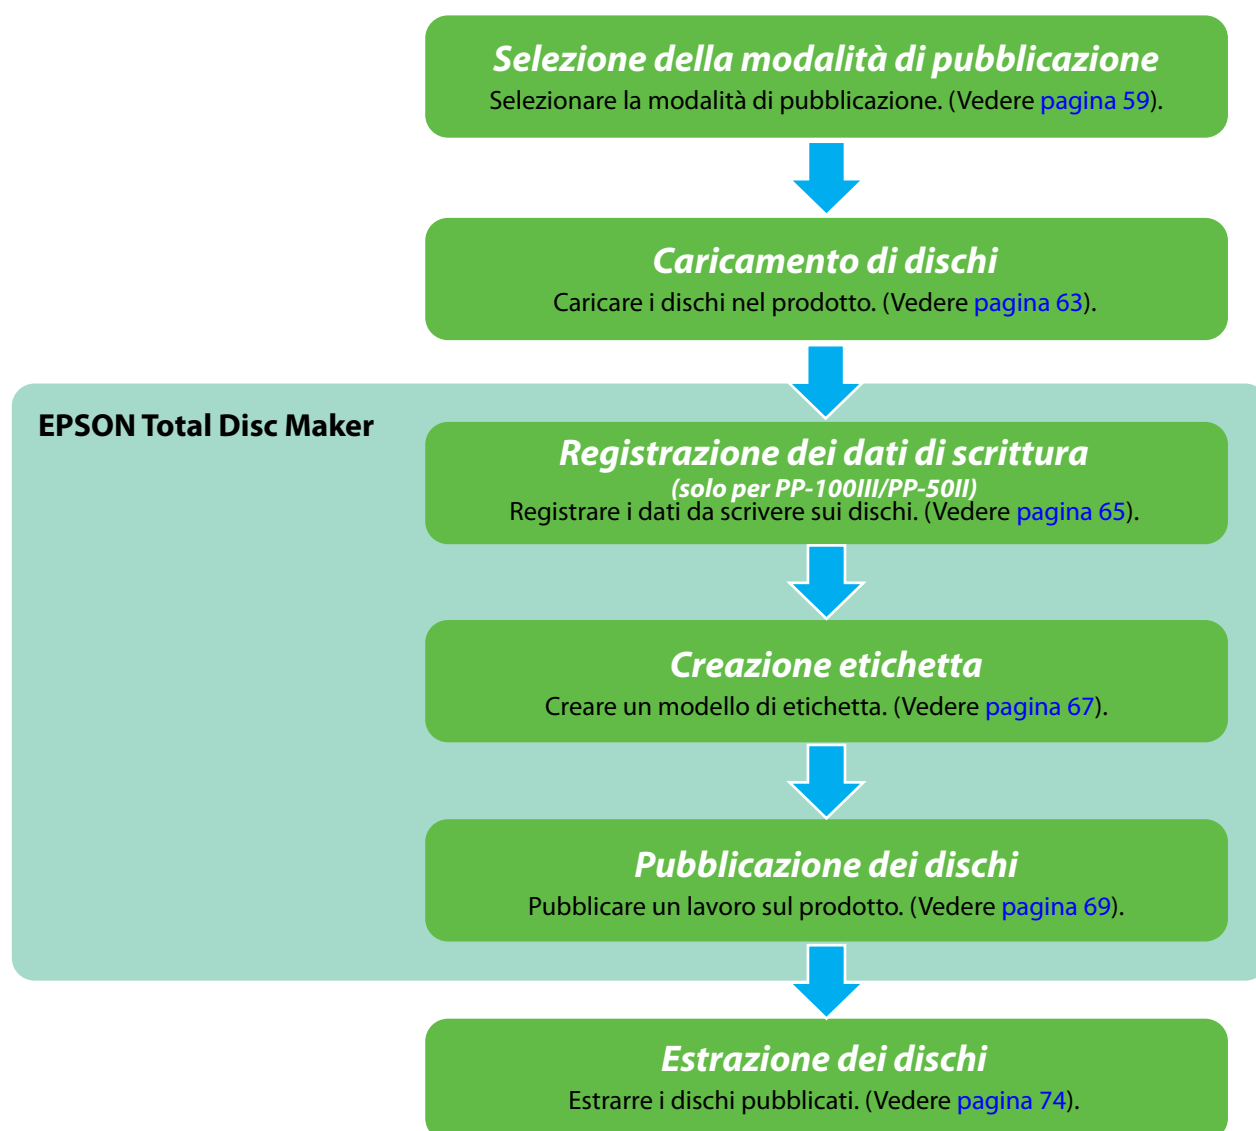 Selezione della modalità di pubblicazione
Selezionare la modalità di pubblicazione. (Vedere pagina 59).
Caricamento di dischi
Caricare i dischi nel prodotto. (Vedere pagina 63).
EPSON Total Disc Maker
Registrazione dei dati di scrittura
(solo per PP-100III/PP-50II)
Registrare i dati da scrivere sui dischi. (Vedere pagina 65).
Creazione etichetta
Creare un modello di etichetta. (Vedere pagina 67).
Pubblicazione dei dischi
Pubblicare un lavoro sul prodotto. (Vedere pagina 69).
Estrazione dei dischi
Estrarre i dischi pubblicati. (Vedere pagina 74).